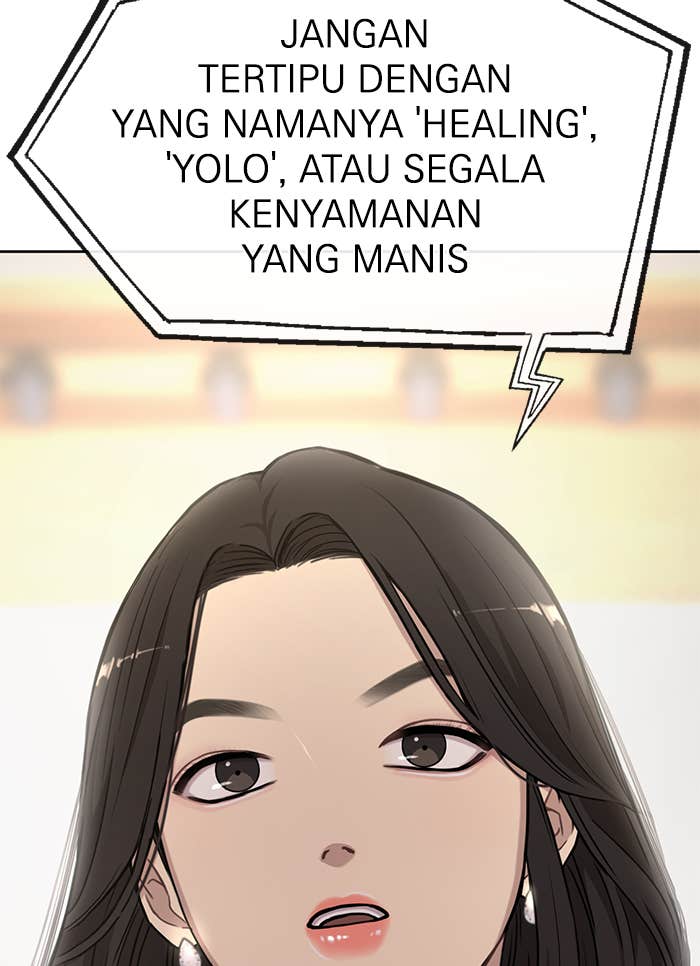 JANGAN
TERTIPU DENGAN
YANG NAMANYA 'HEALING',
'YOLO', ATAU SEGALA
KENYAMANAN
YANG MANIS